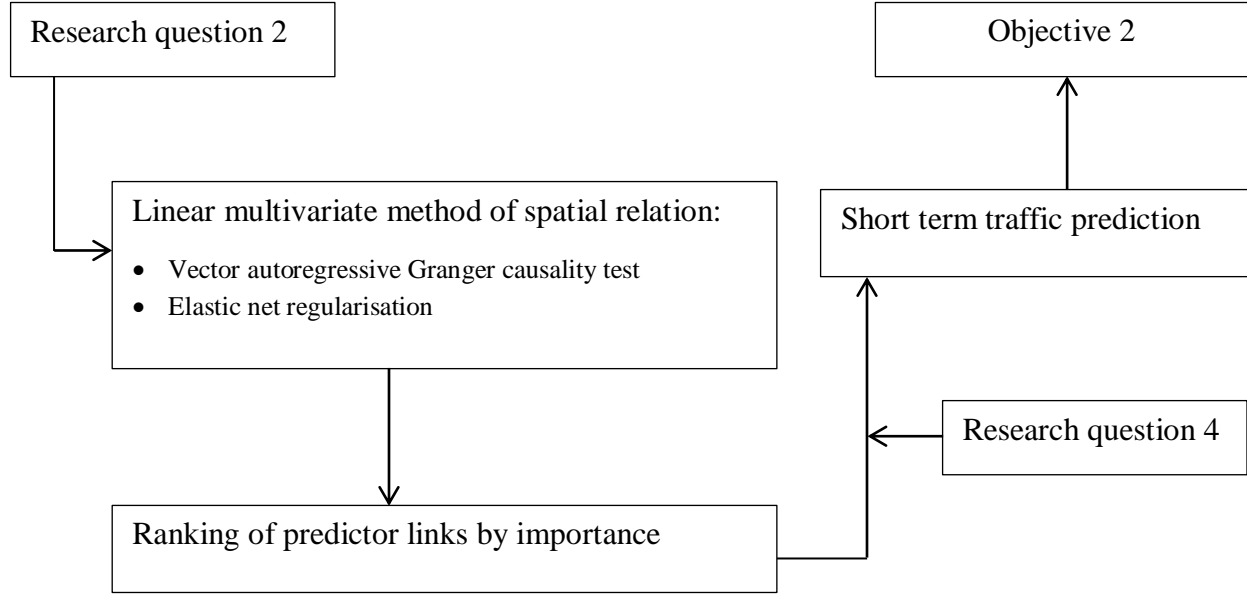 Research question 2
Objective 2
Linear multivariate method of spatial relation:
• Vector autoregressive Granger causality test
• Elastic net regularisation
Short term traffic prediction
Research question 4
Ranking of predictor links by importance